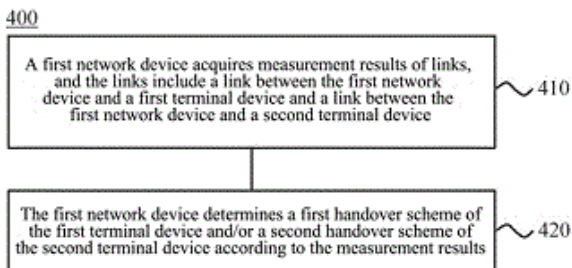 400
A first network device acquires measurement results of links,
and the links include a link between the first network
device and a first terminal device and a link between the
first network device and a second terminal device
410
The first network device determines a first handover scheme of
the first terminal device and/or a second handover scheme of
the second terminal device according to the measurement results
420